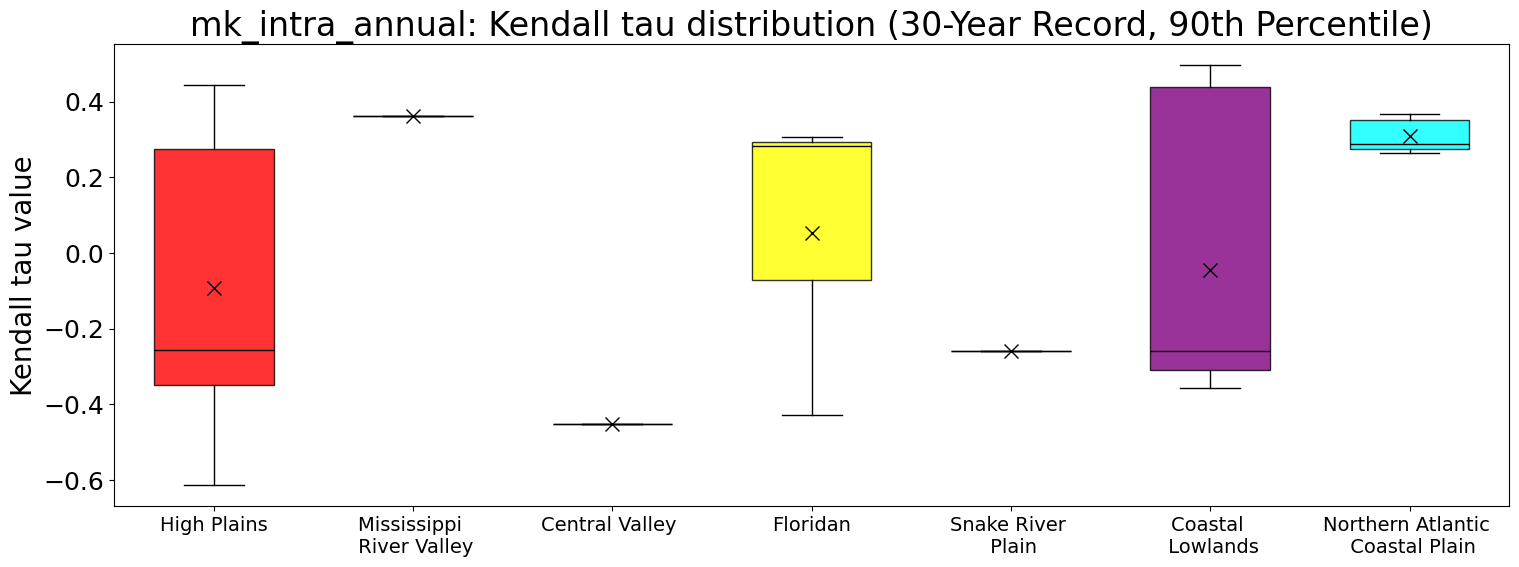 mk_intra_annual: Kendall tau distribution (30-Year Record, 90th Percentile)
Kendall tau value
0.4
0.2
0.0
−0.2
−0.4
−0.6
High Plains
Mississippi
River Valley
Central Valley
Floridan
Snake River
Plain
Coastal
Lowlands
Northern Atlantic
Coastal Plain